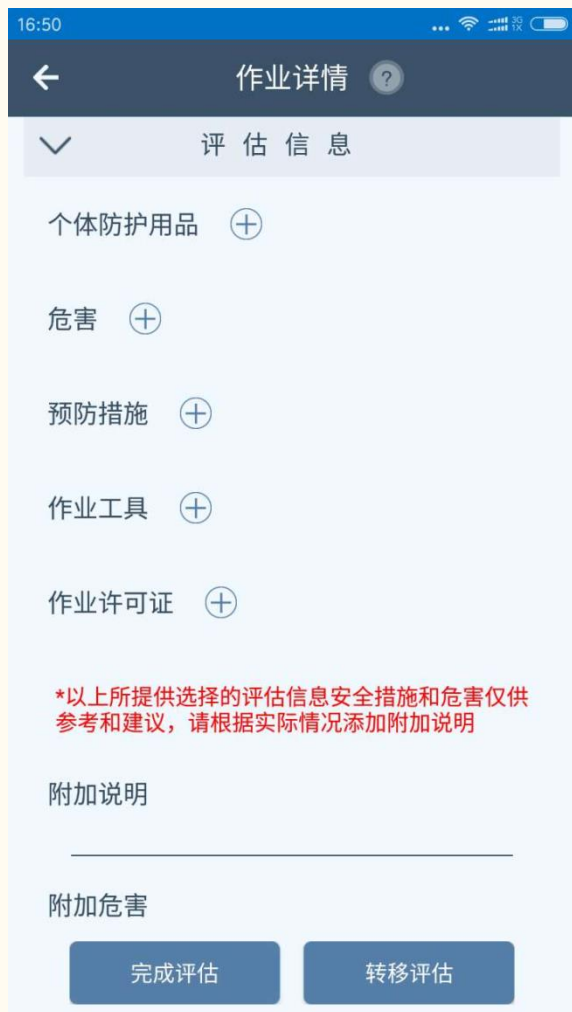 16:50
... 3G 1X
作业详情 ?
评估信息
个体防护用品
危害
预防措施
作业工具
作业许可证
*以上所提供选择的评估信息安全措施和危害仅供
参考和建议，请根据实际情况添加附加说明
附加说明
附加危害
完成评估 转移评估